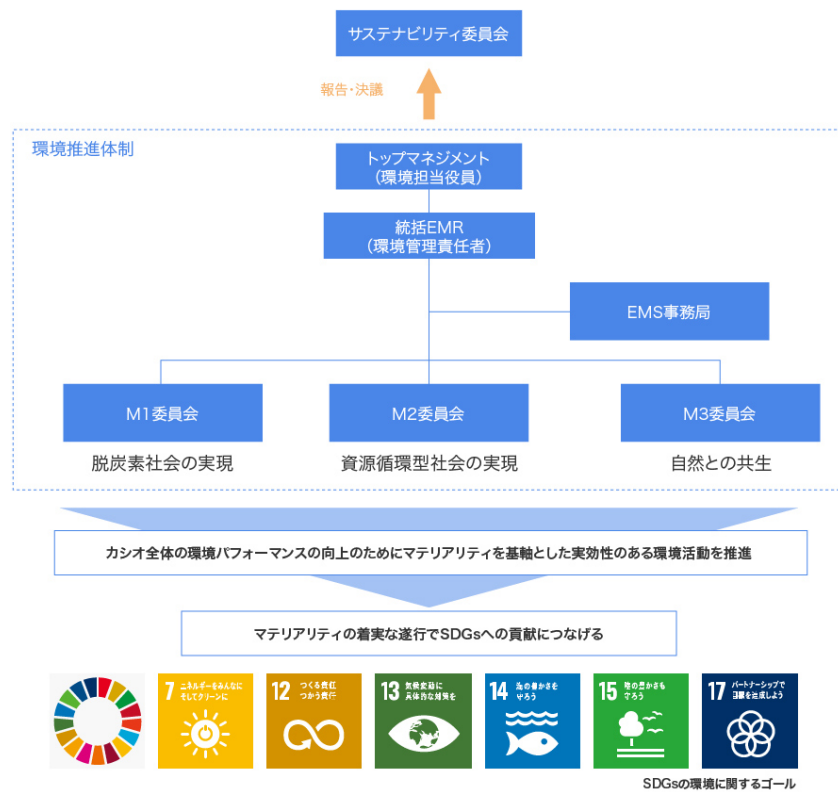 サステナビリティ委員会
報告・決議
環境推進体制
トップマネジメント
（環境担当役員）
統括EMR
（環境管理責任者）
EMS事務局
M1委員会
M2委員会
M3委員会
脱炭素社会の実現
資源循環型社会の実現
自然との共生
カシオ全体の環境パフォーマンスの向上のためにマテリアリティを基軸とした実効性のある環境活動を推進
マテリアリティの着実な遂行でSDGsへの貢献につなげる
7 エネルギーをみんなに
そしてクリーンに
12 つくる責任
つかう責任
13 気候変動に
具体的な対策を
14 海の豊かさを
守ろう
15 陸の豊かさも
守ろう
17 パートナーシップで
目標を達成しよう
SDGsの環境に関するゴール